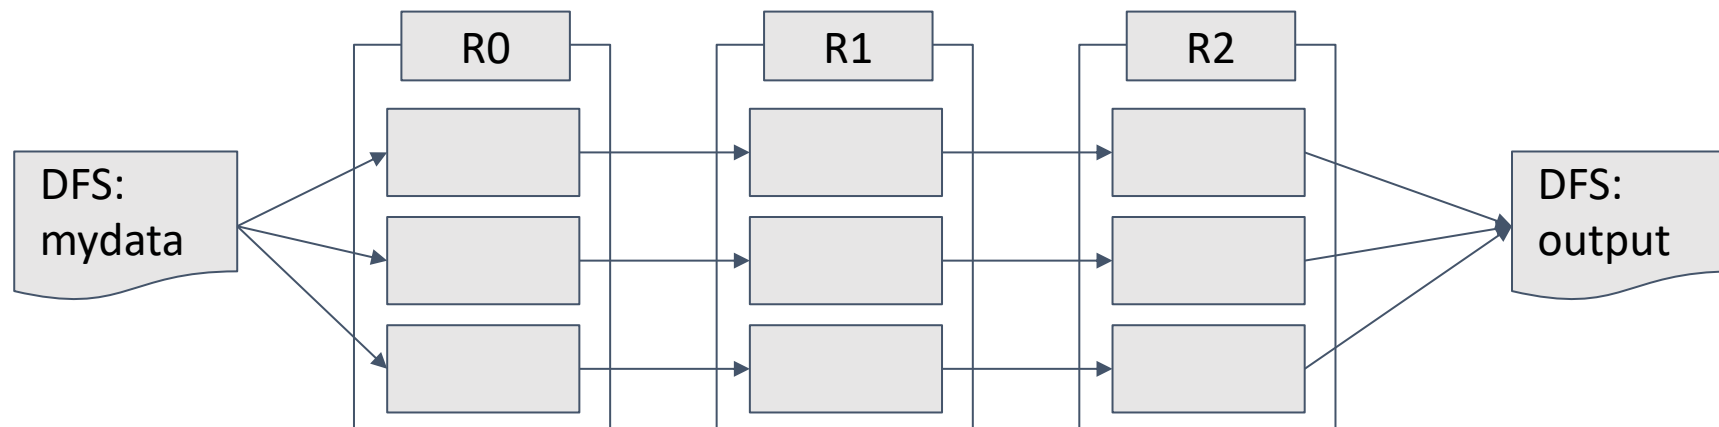 R0
R1
R2
DFS:
mydata
DFS:
output